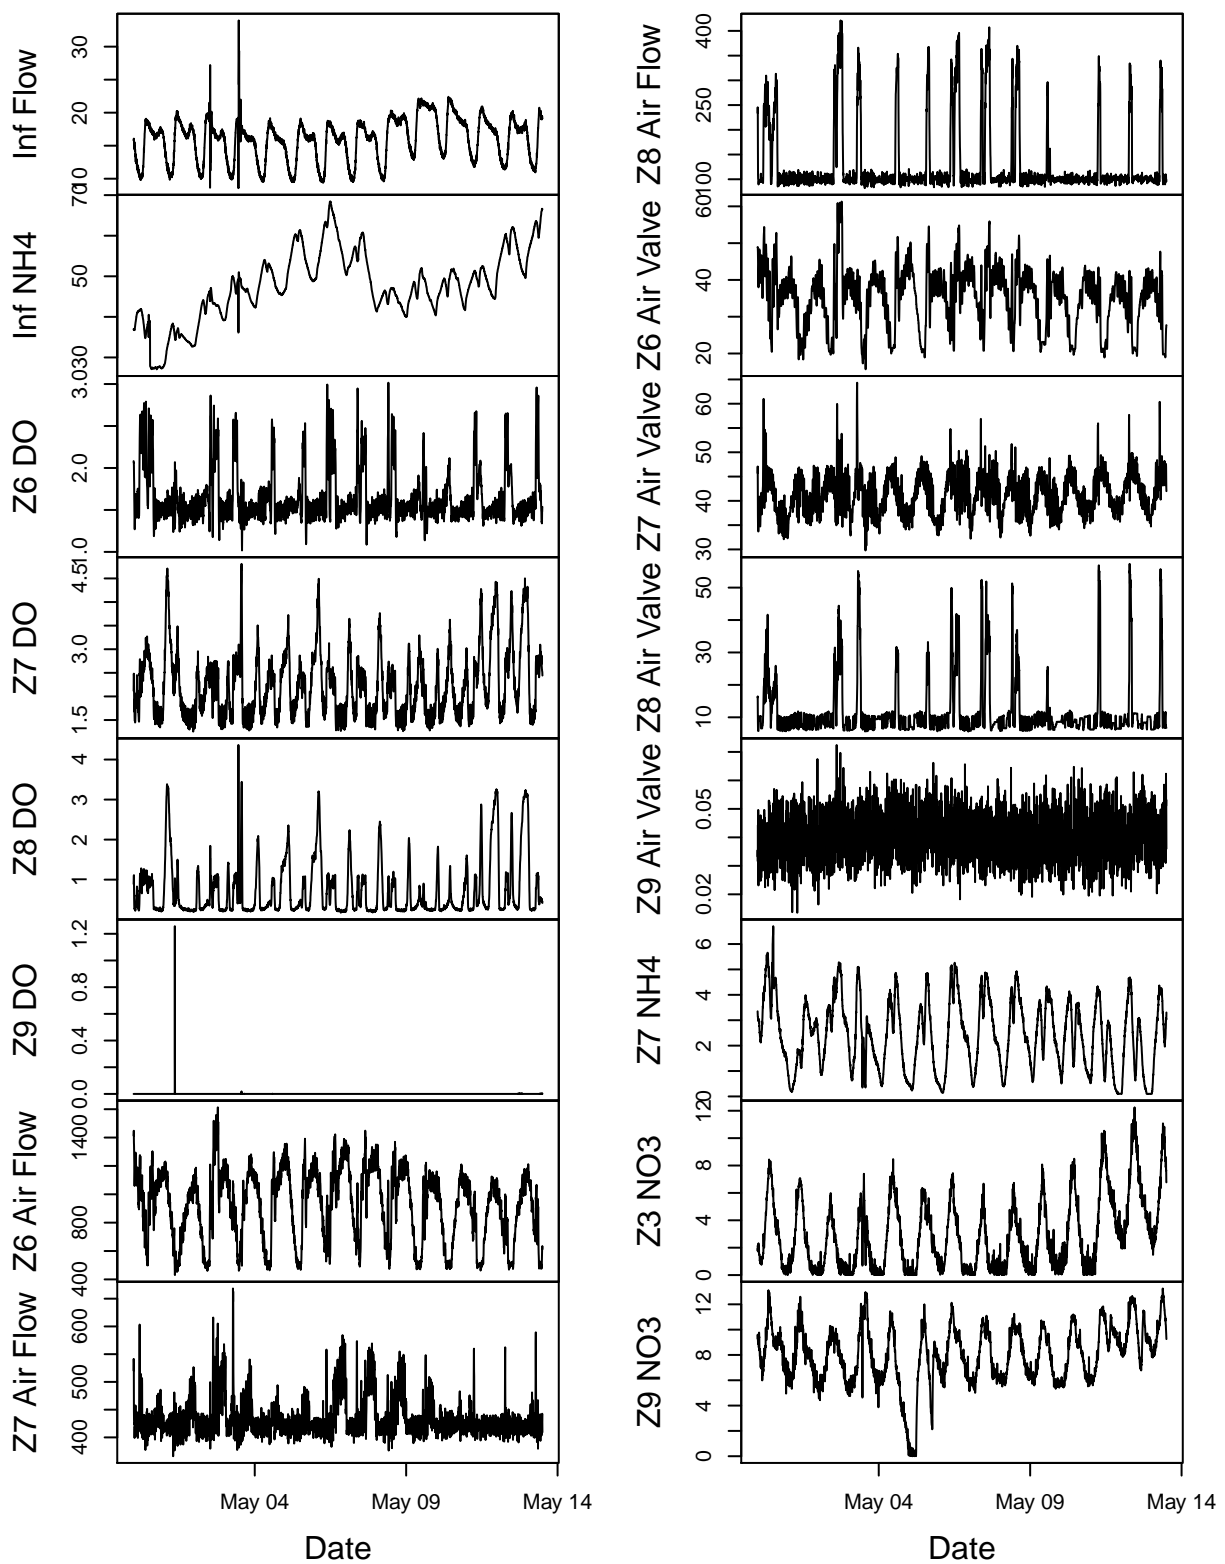 Inf Flow
10 20 30
Inf NH4
30 50 70
Z6 DO
1.0 2.0 3.0
Z7 DO
1.5 3.0 4.5
Z8 DO
1 2 3 4
Z9 DO
0.0 0.4 0.8 1.2
Z6 Air Flow
400 800 1400
Z7 Air Flow
400 500 600
May 04 May 09 May 14
Date
Z8 Air Flow
100 250 400
Z6 Air Valve
20 40 60
Z7 Air Valve
30 40 50 60
Z8 Air Valve
10 30 50
Z9 Air Valve
0.02 0.05
Z7 NH4
0 2 4 6
Z3 NO3
0 4 8 12
Z9 NO3
0 4 8 12
May 04 May 09 May 14
Date